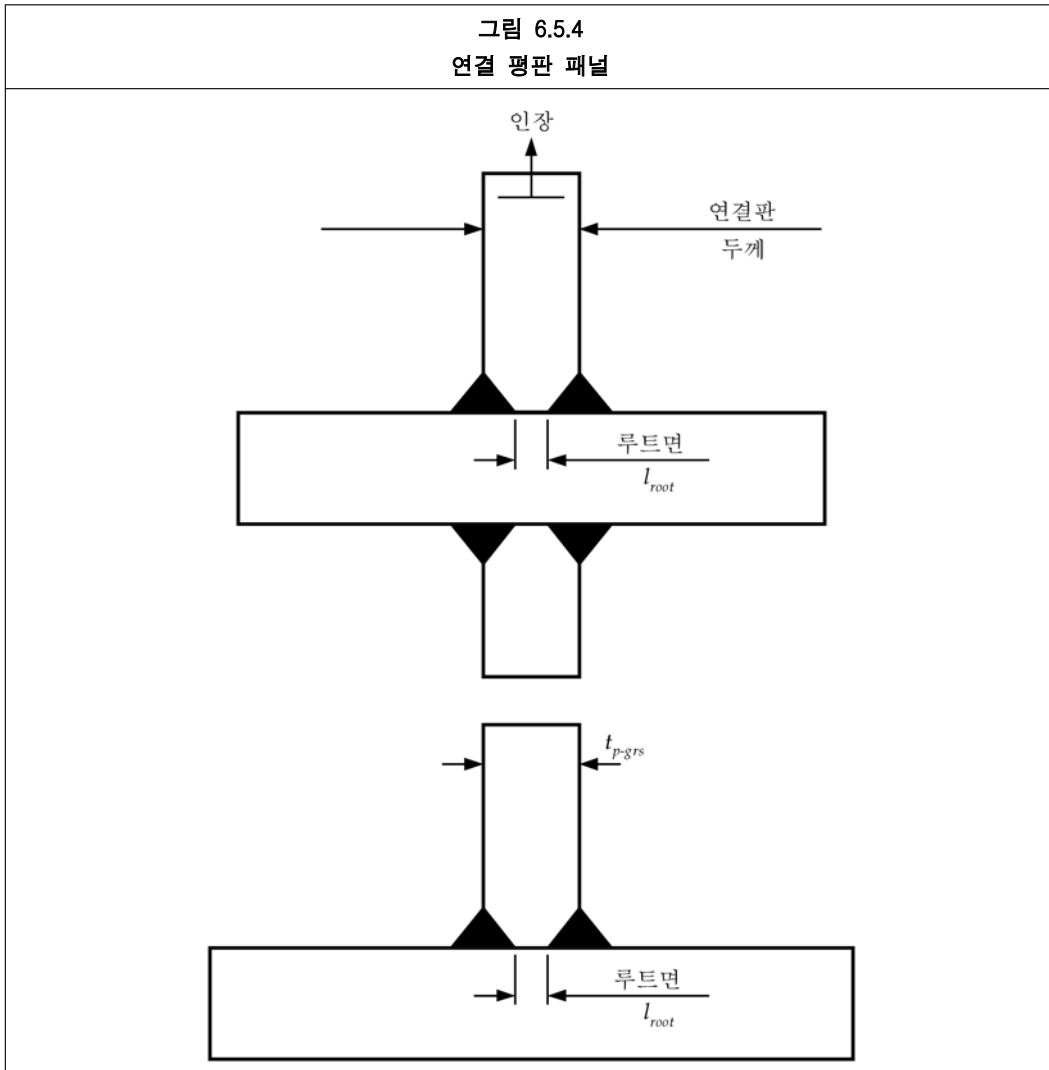 그림 6.5.4
연결 평판 패널
인장
연결판
두께
루트면
l_root
t_p-grs
루트면
l_root